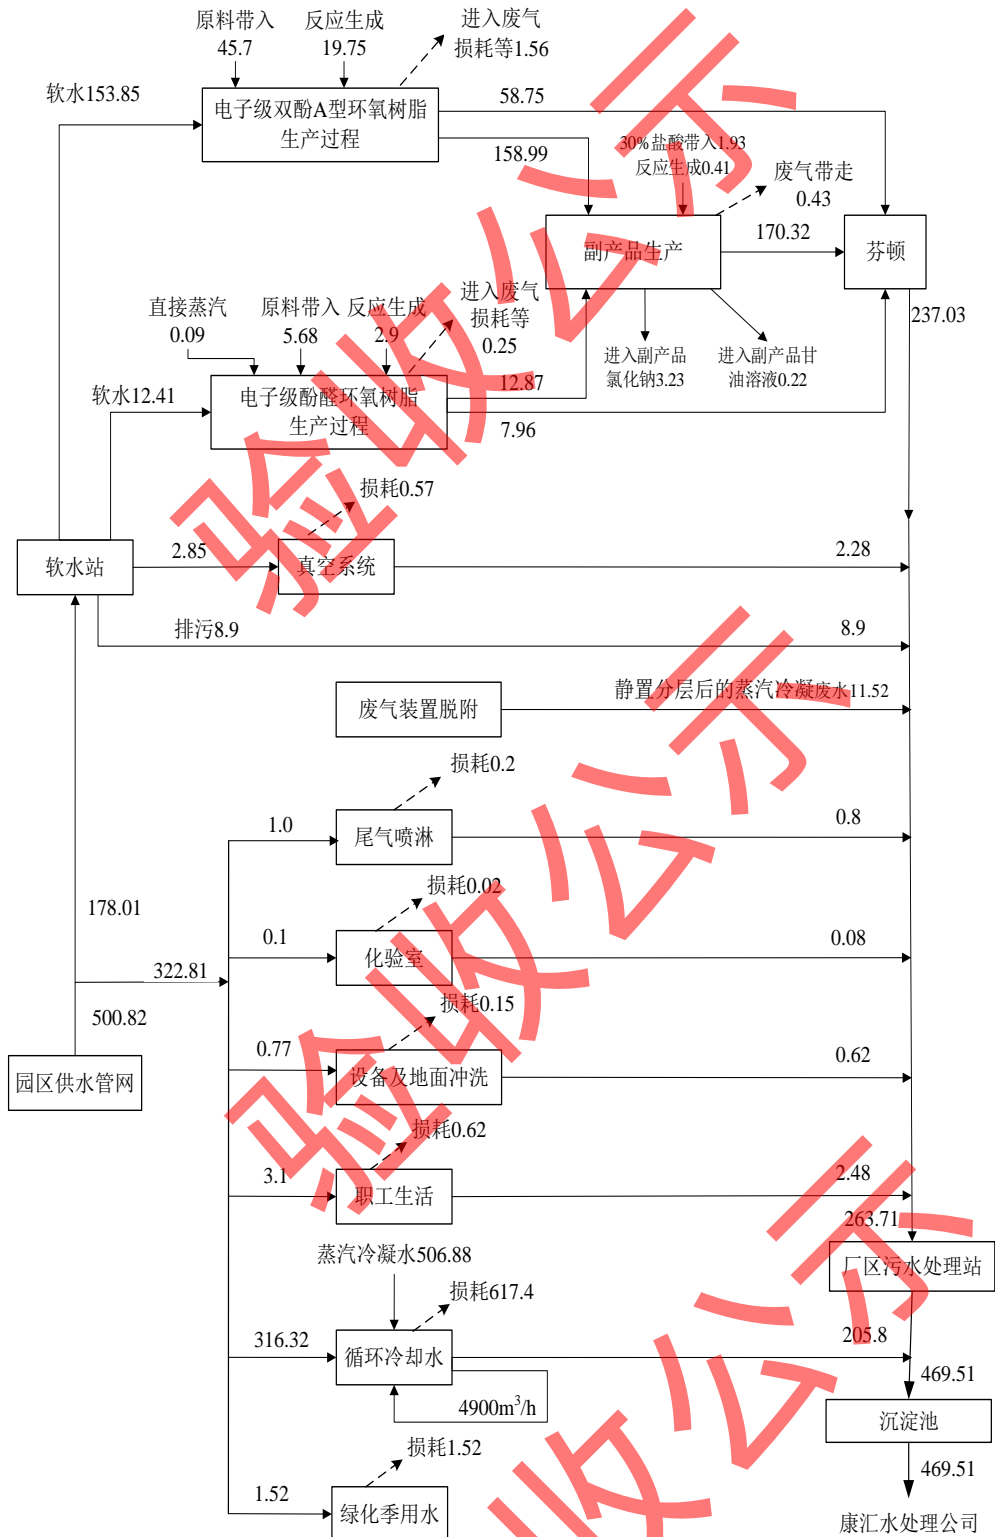 原料带入
45.7
反应生成
19.75
进入废气
损耗等1.56
软水153.85
电子级双酚A型环氧树脂
生产过程
58.75
158.99
30%盐酸带入1.93
反应生成0.41
废气带走
0.43
副产品生产
170.32
芬顿
237.03
直接蒸汽
0.09
原料带入
5.68
反应生成
2.9
进入废气
损耗等
0.25
进入副产品
氯化钠3.23
进入副产品甘
油溶液0.22
软水12.41
电子级酚醛环氧树脂
生产过程
12.87
7.96
损耗0.57
软水站
2.85
真空系统
2.28
排污8.9
8.9
废气装置脱附
静置分层后的蒸汽冷凝废水11.52
损耗0.2
1.0
尾气喷淋
0.8
损耗0.02
178.01
0.1
化验室
0.08
322.81
损耗0.15
500.82
0.77
设备及地面冲洗
0.62
园区供水管网
损耗0.62
3.1
职工生活
2.48
263.71
厂区污水处理站
蒸汽冷凝水506.88
损耗617.4
316.32
循环冷却水
205.8
4900m³/h
469.51
沉淀池
损耗1.52
469.51
1.52
绿化季用水
康汇水处理公司
验收公示
验收公示
验收公示